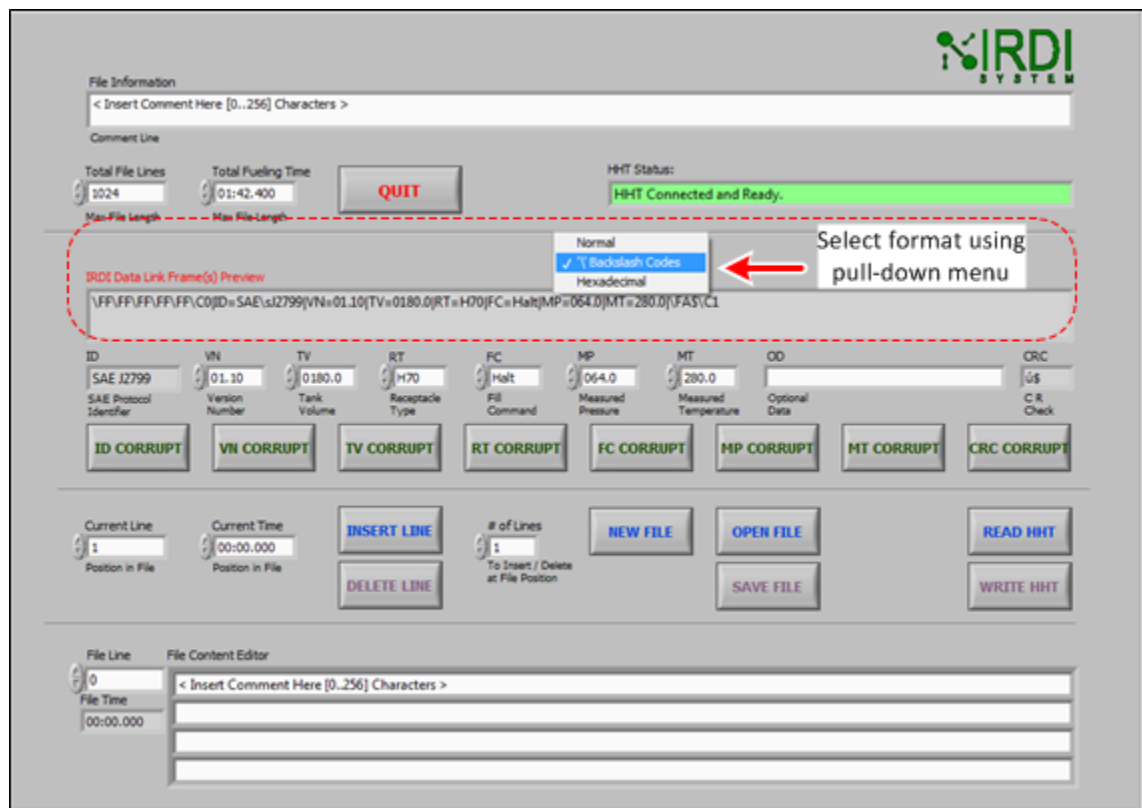 IRDI
SYSTEM
File Information
< Insert Comment Here [0..256] Characters >
Comment Line
Total File Lines
Total Fueling Time
HHT Status:
1024
01:42.400
QUIT
HHT Connected and Ready.
Max File Length
Max File Length
Normal
✓ '\' Backslash Codes
Hexadecimal
Select format using
pull-down menu
IRDI Data Link Frame(s) Preview
\FF\FF\FF\FF\FF\C0|ID=SAE\sJ2799|VN=01.10|TV=0180.0|RT=H70|FC=Halt|MP=064.0|MT=280.0|\FA$\C1
ID VN TV RT FC MP MT OD CRC
SAE J2799 01.10 0180.0 H70 Halt 064.0 280.0 ú$
SAE Protocol Version Tank Receptacle Fill Measured Measured Optional C R
Identifier Number Volume Type Command Pressure Temperature Data Check
ID CORRUPT VN CORRUPT TV CORRUPT RT CORRUPT FC CORRUPT MP CORRUPT MT CORRUPT CRC CORRUPT
Current Line
Current Time
INSERT LINE
# of Lines
NEW FILE
OPEN FILE
READ HHT
1
00:00.000
1
Position in File
Position in File
To Insert / Delete
at File Position
DELETE LINE
SAVE FILE
WRITE HHT
File Line
File Content Editor
0
< Insert Comment Here [0..256] Characters >
File Time
00:00.000